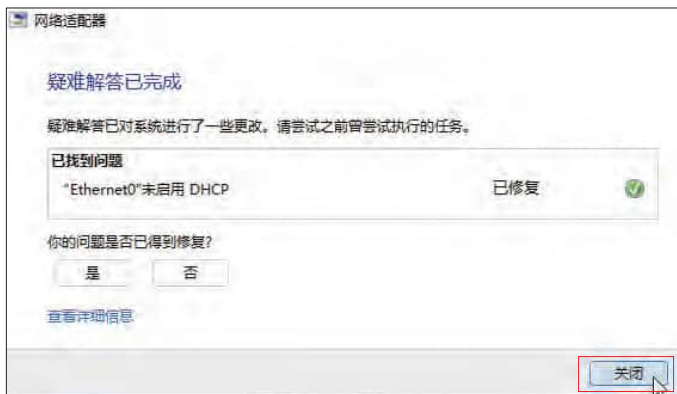 网络适配器
疑难解答已完成
疑难解答已对系统进行了一些更改。请尝试之前曾尝试执行的任务。
已找到问题
"Ethernet0"未启用 DHCP 已修复
你的问题是否已得到修复?
是 否
查看详细信息
关闭